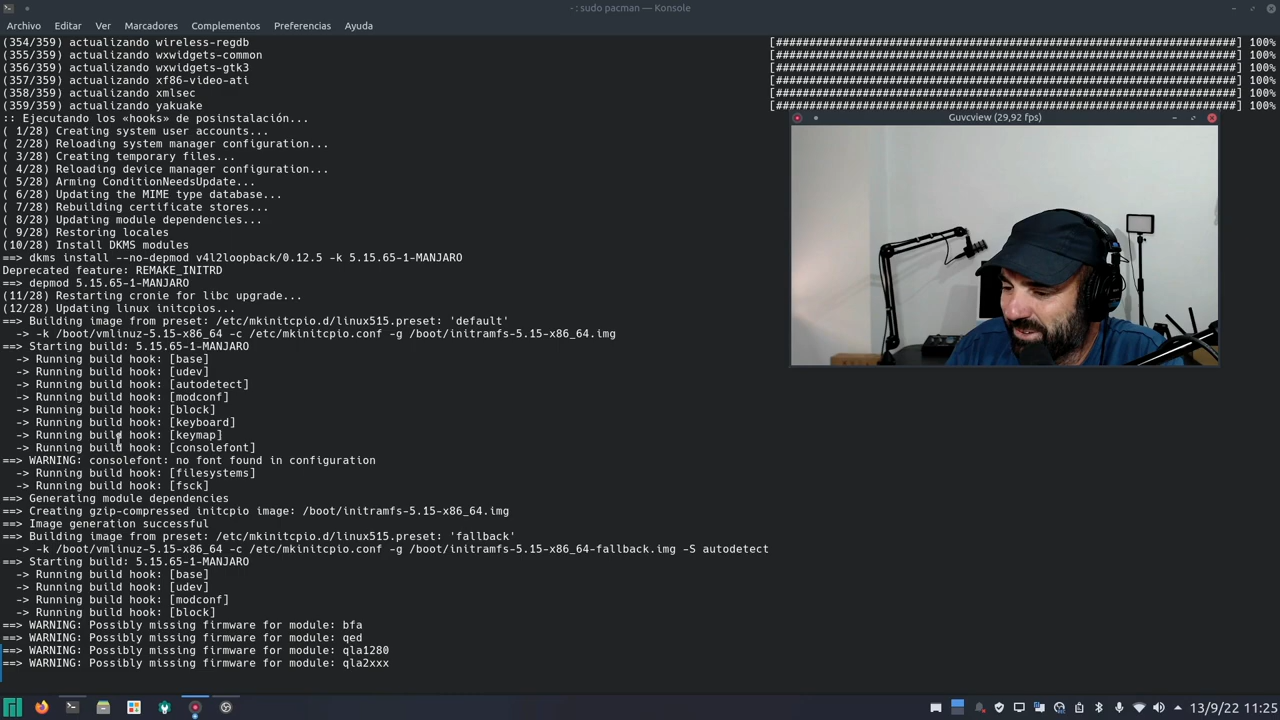 - : sudo pacman — Konsole
Archivo Editar Ver Marcadores Complementos Preferencias Ayuda
(354/359) actualizando wireless-regdb [#####################################################################] 100%
(355/359) actualizando wxwidgets-common [#####################################################################] 100%
(356/359) actualizando wxwidgets-gtk3 [#####################################################################] 100%
(357/359) actualizando xf86-video-ati [#####################################################################] 100%
(358/359) actualizando xmlsec [#####################################################################] 100%
(359/359) actualizando yakuake [#####################################################################] 100%
:: Ejecutando los «hooks» de posinstalación...
Guvcview (29,92 fps)
( 1/28) Creating system user accounts...
( 2/28) Reloading system manager configuration...
( 3/28) Creating temporary files...
( 4/28) Reloading device manager configuration...
( 5/28) Arming ConditionNeedsUpdate...
( 6/28) Updating the MIME type database...
( 7/28) Rebuilding certificate stores...
( 8/28) Updating module dependencies...
( 9/28) Restoring locales
(10/28) Install DKMS modules
==> dkms install --no-depmod v4l2loopback/0.12.5 -k 5.15.65-1-MANJARO
Deprecated feature: REMAKE_INITRD
==> depmod 5.15.65-1-MANJARO
(11/28) Restarting cronie for libc upgrade...
(12/28) Updating linux initcpios...
==> Building image from preset: /etc/mkinitcpio.d/linux515.preset: 'default'
-> -k /boot/vmlinuz-5.15-x86_64 -c /etc/mkinitcpio.conf -g /boot/initramfs-5.15-x86_64.img
==> Starting build: 5.15.65-1-MANJARO
-> Running build hook: [base]
-> Running build hook: [udev]
-> Running build hook: [autodetect]
-> Running build hook: [modconf]
-> Running build hook: [block]
-> Running build hook: [keyboard]
-> Running build hook: [keymap]
-> Running build hook: [consolefont]
==> WARNING: consolefont: no font found in configuration
-> Running build hook: [filesystems]
-> Running build hook: [fsck]
==> Generating module dependencies
==> Creating gzip-compressed initcpio image: /boot/initramfs-5.15-x86_64.img
==> Image generation successful
==> Building image from preset: /etc/mkinitcpio.d/linux515.preset: 'fallback'
-> -k /boot/vmlinuz-5.15-x86_64 -c /etc/mkinitcpio.conf -g /boot/initramfs-5.15-x86_64-fallback.img -S autodetect
==> Starting build: 5.15.65-1-MANJARO
-> Running build hook: [base]
-> Running build hook: [udev]
-> Running build hook: [modconf]
-> Running build hook: [block]
==> WARNING: Possibly missing firmware for module: bfa
==> WARNING: Possibly missing firmware for module: qed
==> WARNING: Possibly missing firmware for module: qla1280
==> WARNING: Possibly missing firmware for module: qla2xxx
13/9/22 11:25